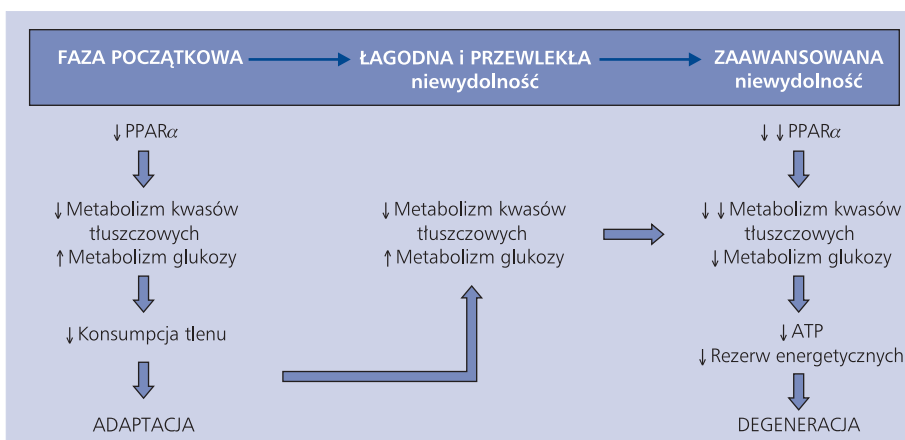 FAZA POCZĄTKOWA
ŁAGODNA i PRZEWLEKŁA
niewydolność
ZAAWANSOWANA
niewydolność
↓ PPARα
↓ Metabolizm kwasów
tłuszczowych
↑ Metabolizm glukozy
↓ Konsumpcja tlenu
ADAPTACJA
↓ Metabolizm kwasów
tłuszczowych
↑ Metabolizm glukozy
↓ ↓ PPARα
↓ ↓ Metabolizm kwasów
tłuszczowych
↓ Metabolizm glukozy
↓ ATP
↓ Rezerw energetycznych
DEGENERACJA